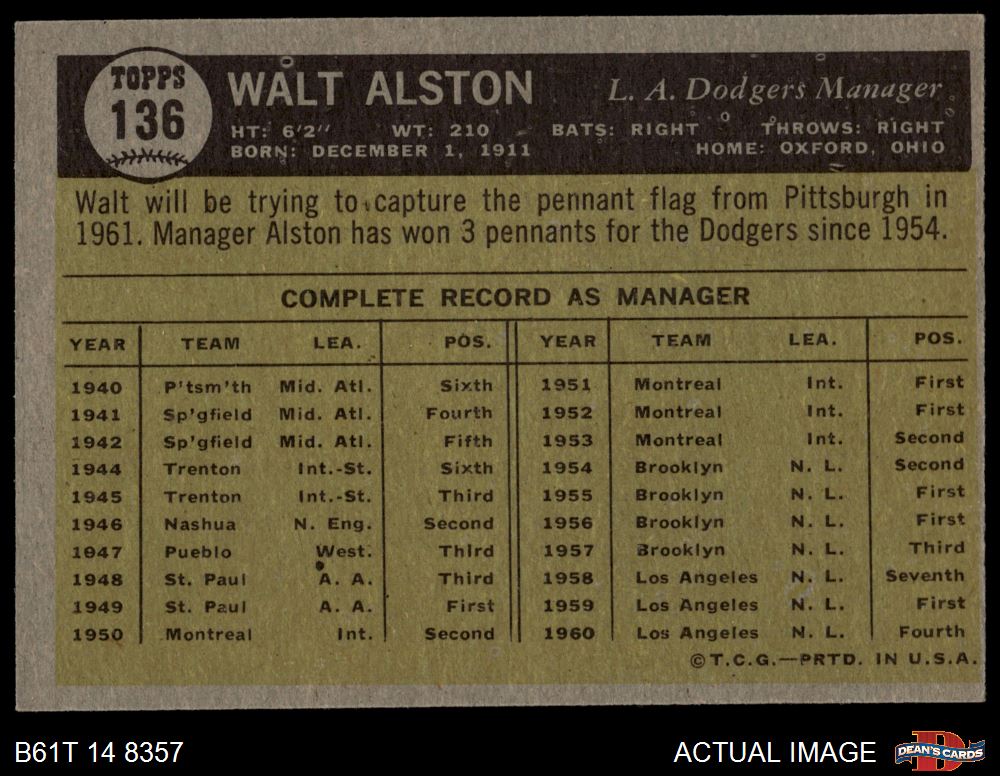 TOPPS
136
WALT ALSTON
L. A. Dodgers Manager
HT: 6'2" WT: 210 BATS: RIGHT THROWS: RIGHT
BORN: DECEMBER 1, 1911 HOME: OXFORD, OHIO
Walt will be trying to capture the pennant flag from Pittsburgh in
1961. Manager Alston has won 3 pennants for the Dodgers since 1954.
COMPLETE RECORD AS MANAGER
YEAR TEAM LEA. POS. YEAR TEAM LEA. POS.
1940 P'tsm'th Mid. Atl. Sixth 1951 Montreal Int. First
1941 Sp'gfield Mid. Atl. Fourth 1952 Montreal Int. First
1942 Sp'gfield Mid. Atl. Fifth 1953 Montreal Int. Second
1944 Trenton Int.-St. Sixth 1954 Brooklyn N. L. Second
1945 Trenton Int.-St. Third 1955 Brooklyn N. L. First
1946 Nashua N. Eng. Second 1956 Brooklyn N. L. First
1947 Pueblo West. Third 1957 Brooklyn N. L. Third
1948 St. Paul A. A. Third 1958 Los Angeles N. L. Seventh
1949 St. Paul A. A. First 1959 Los Angeles N. L. First
1950 Montreal Int. Second 1960 Los Angeles N. L. Fourth
©T.C.G.—PRTD. IN U.S.A.
B61T 14 8357
ACTUAL IMAGE
D
DEAN'S CARDS